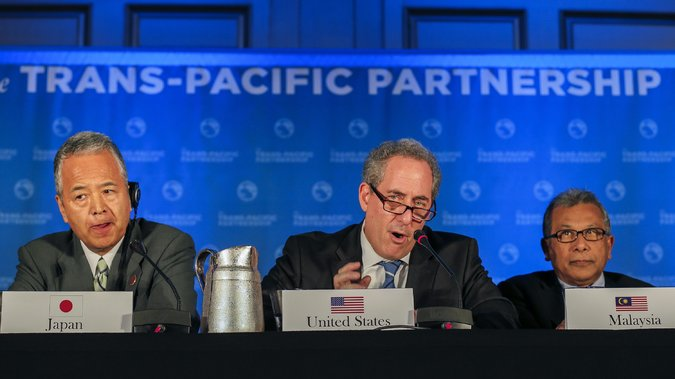 e TRANS-PACIFIC PARTNERSHIP
Japan
United States
Malaysia